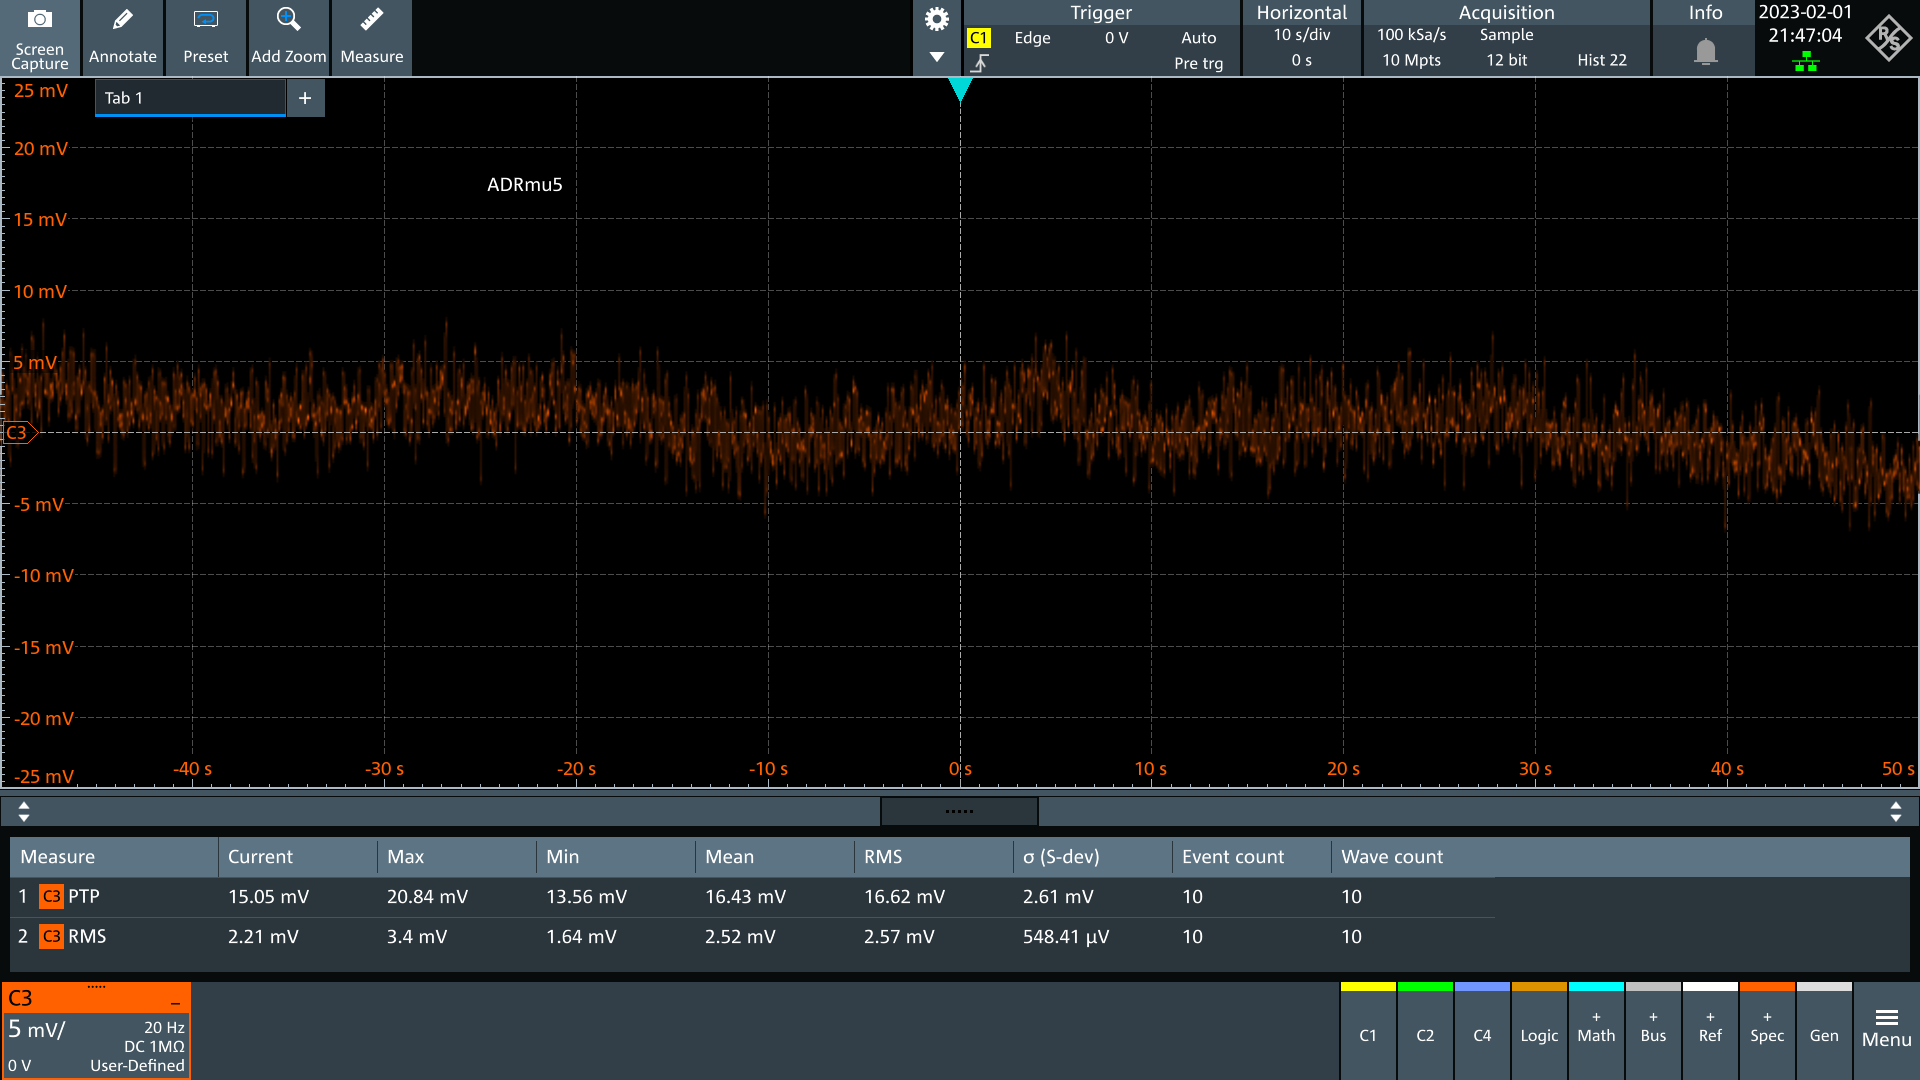 Screen
Capture
Annotate
Preset
Add Zoom
Measure
Trigger
C1 Edge 0 V Auto
Pre trg
Horizontal
10 s/div
0 s
Acquisition
100 kSa/s Sample
10 Mpts 12 bit Hist 22
Info
2023-02-01
21:47:04
R&S
Tab 1 +
ADRmu5
25 mV
20 mV
15 mV
10 mV
5 mV
C3
-5 mV
-10 mV
-15 mV
-20 mV
-25 mV
-40 s -30 s -20 s -10 s 0 s 10 s 20 s 30 s 40 s 50 s
Measure Current Max Min Mean RMS σ (S-dev) Event count Wave count
1 C3 PTP 15.05 mV 20.84 mV 13.56 mV 16.43 mV 16.62 mV 2.61 mV 10 10
2 C3 RMS 2.21 mV 3.4 mV 1.64 mV 2.52 mV 2.57 mV 548.41 µV 10 10
C3
5 mV/ 20 Hz
DC 1MΩ
0 V User-Defined
C1
C2
C4
Logic
+ Math
+ Bus
+ Ref
+ Spec
Gen
Menu